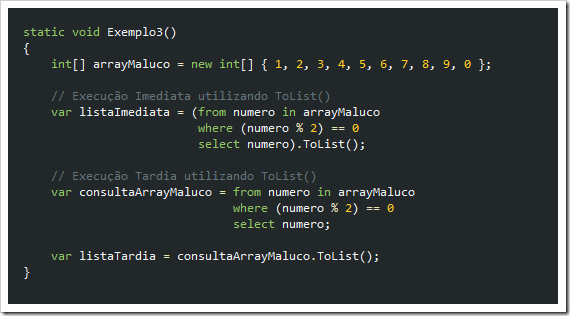 static void Exemplo3()
{
    int[] arrayMaluco = new int[] { 1, 2, 3, 4, 5, 6, 7, 8, 9, 0 };
    // Execução Imediata utilizando ToList()
    var listaImediata = (from numero in arrayMaluco
                         where (numero % 2) == 0
                         select numero).ToList();
    // Execução Tardia utilizando ToList()
    var consultaArrayMaluco = from numero in arrayMaluco
                              where (numero % 2) == 0
                              select numero;
    var listaTardia = consultaArrayMaluco.ToList();
}